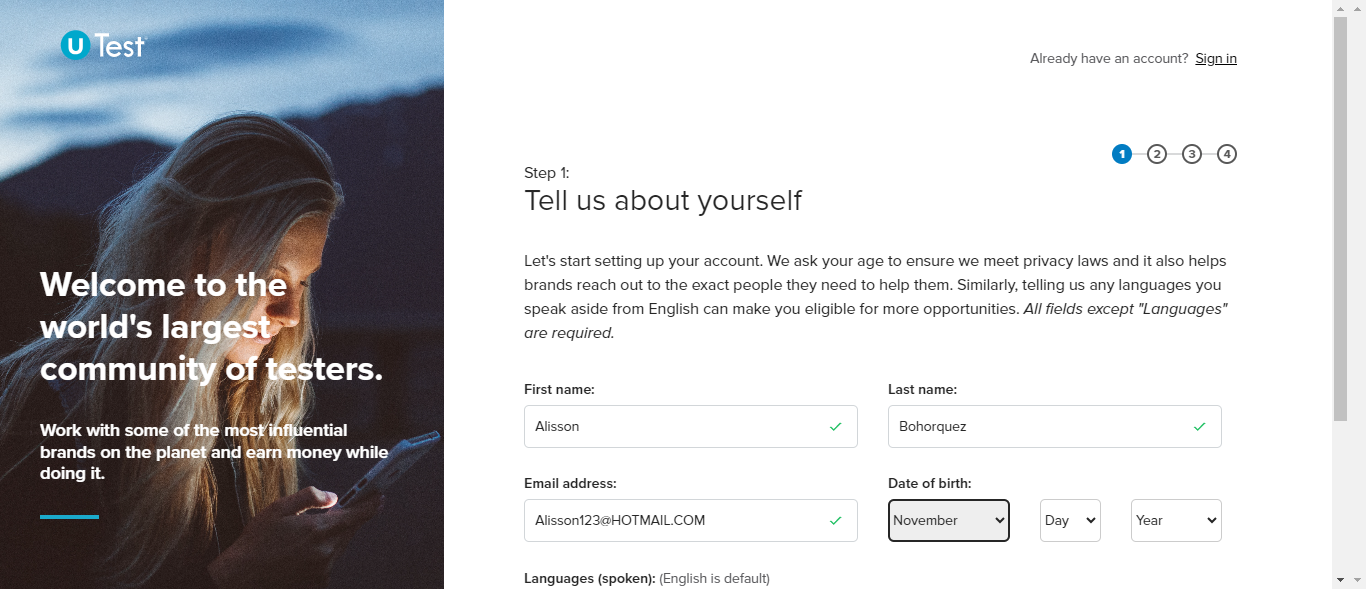 U Test
Already have an account? Sign in
1 2 3 4
Step 1:
Tell us about yourself
Welcome to the
world's largest
community of testers.
Work with some of the most influential
brands on the planet and earn money while
doing it.
Let's start setting up your account. We ask your age to ensure we meet privacy laws and it also helps
brands reach out to the exact people they need to help them. Similarly, telling us any languages you
speak aside from English can make you eligible for more opportunities. All fields except "Languages"
are required.
First name: Last name:
Alisson Bohorquez
Email address: Date of birth:
Alisson123@HOTMAIL.COM November Day Year
Languages (spoken): (English is default)